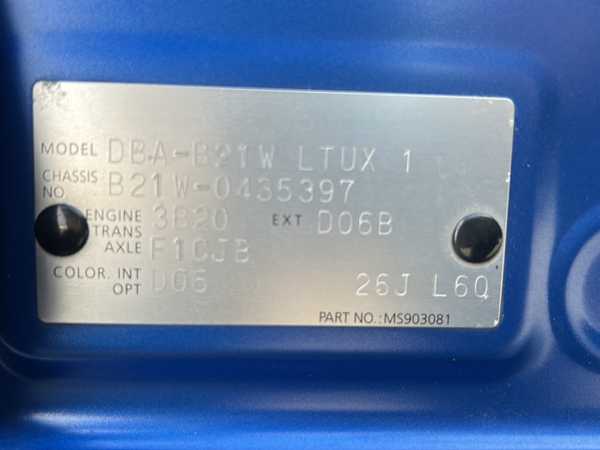 MODEL DBA-B21W LTUX 1
CHASSIS NO. B21W-0435397
ENGINE 3B20 EXT D06B
TRANS AXLE F1CJB
COLOR. INT D05
OPT 26J L6Q
PART NO.:MS903081